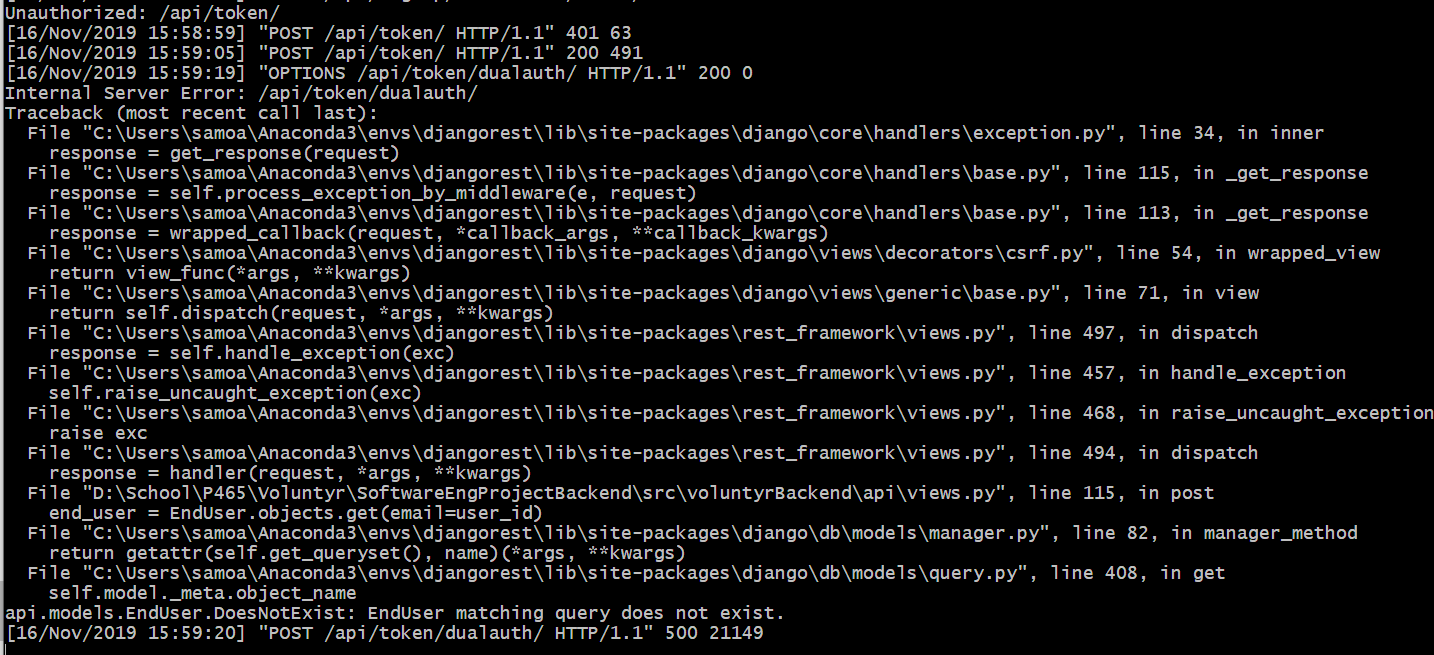 Unauthorized: /api/token/
[16/Nov/2019 15:58:59] "POST /api/token/ HTTP/1.1" 401 63
[16/Nov/2019 15:59:05] "POST /api/token/ HTTP/1.1" 200 491
[16/Nov/2019 15:59:19] "OPTIONS /api/token/dualauth/ HTTP/1.1" 200 0
Internal Server Error: /api/token/dualauth/
Traceback (most recent call last):
  File "C:\Users\samoa\Anaconda3\envs\djangorest\lib\site-packages\django\core\handlers\exception.py", line 34, in inner
    response = get_response(request)
  File "C:\Users\samoa\Anaconda3\envs\djangorest\lib\site-packages\django\core\handlers\base.py", line 115, in _get_response
    response = self.process_exception_by_middleware(e, request)
  File "C:\Users\samoa\Anaconda3\envs\djangorest\lib\site-packages\django\core\handlers\base.py", line 113, in _get_response
    response = wrapped_callback(request, *callback_args, **callback_kwargs)
  File "C:\Users\samoa\Anaconda3\envs\djangorest\lib\site-packages\django\views\decorators\csrf.py", line 54, in wrapped_view
    return view_func(*args, **kwargs)
  File "C:\Users\samoa\Anaconda3\envs\djangorest\lib\site-packages\django\views\generic\base.py", line 71, in view
    return self.dispatch(request, *args, **kwargs)
  File "C:\Users\samoa\Anaconda3\envs\djangorest\lib\site-packages\rest_framework\views.py", line 497, in dispatch
    response = self.handle_exception(exc)
  File "C:\Users\samoa\Anaconda3\envs\djangorest\lib\site-packages\rest_framework\views.py", line 457, in handle_exception
    self.raise_uncaught_exception(exc)
  File "C:\Users\samoa\Anaconda3\envs\djangorest\lib\site-packages\rest_framework\views.py", line 468, in raise_uncaught_exception
    raise exc
  File "C:\Users\samoa\Anaconda3\envs\djangorest\lib\site-packages\rest_framework\views.py", line 494, in dispatch
    response = handler(request, *args, **kwargs)
  File "D:\School\P465\Voluntyr\SoftwareEngProjectBackend\src\voluntyrBackend\api\views.py", line 115, in post
    end_user = EndUser.objects.get(email=user_id)
  File "C:\Users\samoa\Anaconda3\envs\djangorest\lib\site-packages\django\db\models\manager.py", line 82, in manager_method
    return getattr(self.get_queryset(), name)(*args, **kwargs)
  File "C:\Users\samoa\Anaconda3\envs\djangorest\lib\site-packages\django\db\models\query.py", line 408, in get
    self.model._meta.object_name
api.models.EndUser.DoesNotExist: EndUser matching query does not exist.
[16/Nov/2019 15:59:20] "POST /api/token/dualauth/ HTTP/1.1" 500 21149